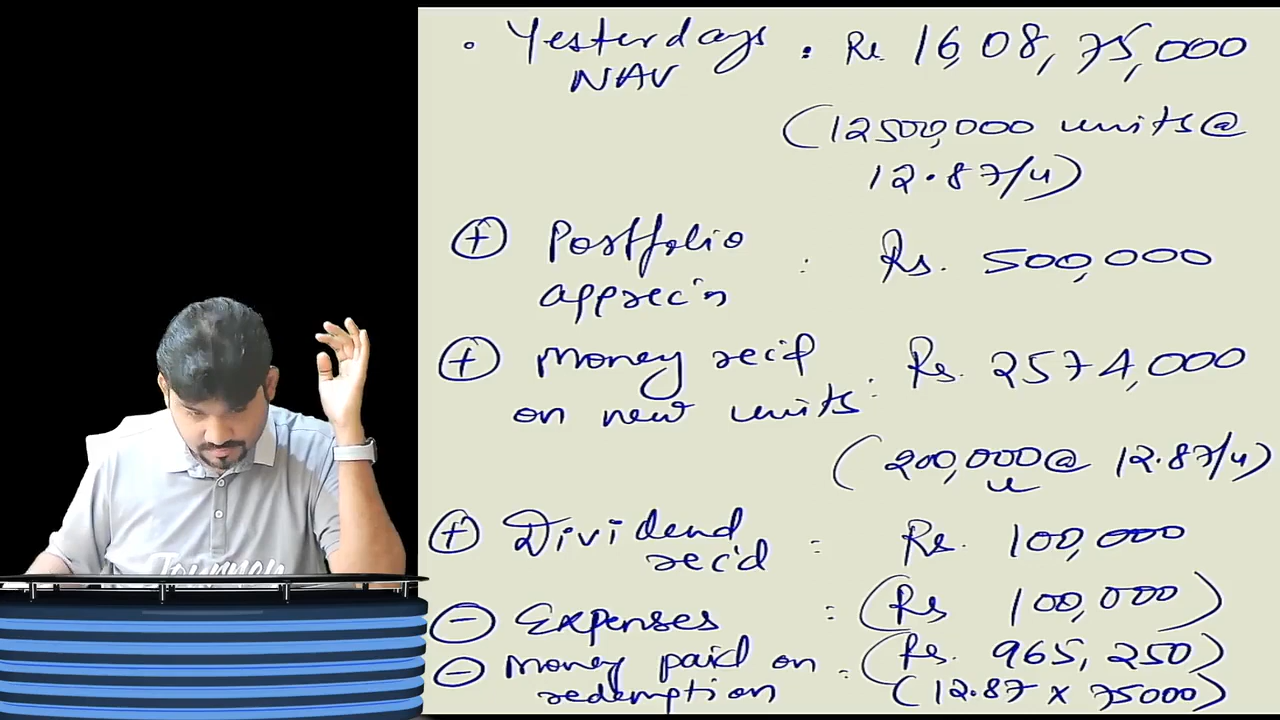 • Yesterdays : Rs. 16,08,75,000
NAV
(12500,000 units @
12.87/u)
⊕ Portfolio : Rs. 500,000
apprec'n
⊕ Money rec'd : Rs. 2574,000
on new units
(200,000 @ 12.87/u)
u
⊕ Dividend : Rs. 100,000
rec'd
⊖ Expenses : (Rs 100,000)
⊖ Money paid on : (Rs. 965,250)
redemption (12.87 x 75000)
Journey